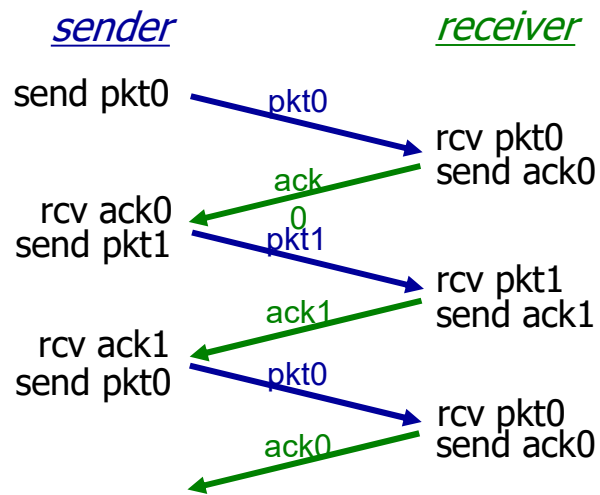 sender
receiver
send pkt0
pkt0
rcv pkt0
send ack0
ack
0
rcv ack0
send pkt1
pkt1
rcv pkt1
send ack1
ack1
rcv ack1
send pkt0
pkt0
rcv pkt0
send ack0
ack0